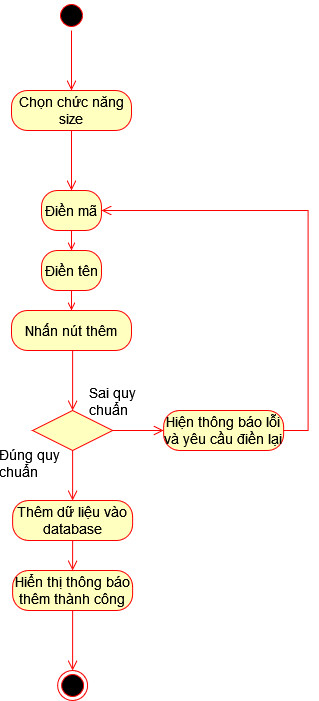 Chọn chức năng
size
Điền mã
Điền tên
Nhấn nút thêm
Sai quy
chuẩn
Hiện thông báo lỗi
và yêu cầu điền lại
Đúng quy
chuẩn
Thêm dữ liệu vào
database
Hiển thị thông báo
thêm thành công